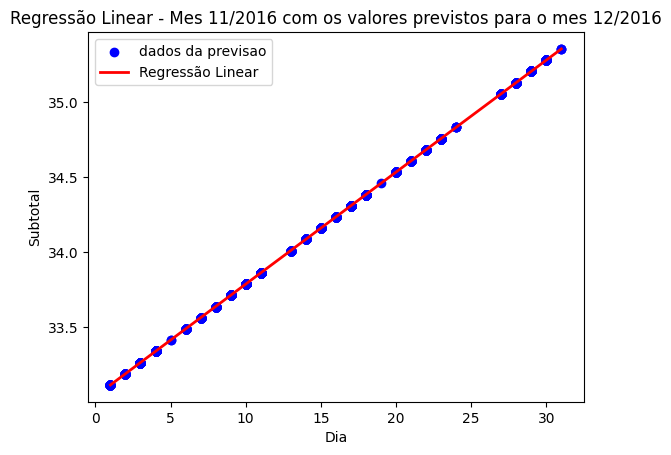 Regressão Linear - Mes 11/2016 com os valores previstos para o mes 12/2016
dados da previsao
Regressão Linear
35.0
34.5
34.0
33.5
Subtotal
0 5 10 15 20 25 30
Dia